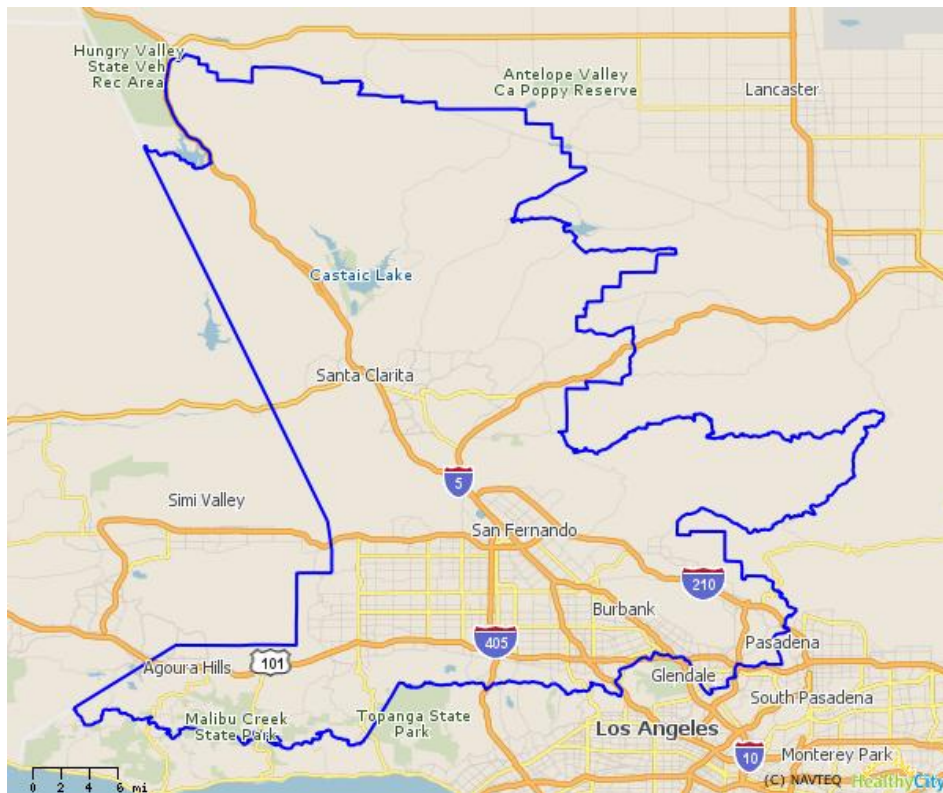 Hungry Valley
State Veh
Rec Area
Antelope Valley
Ca Poppy Reserve
Lancaster
Castaic Lake
Santa Clarita
5
Simi Valley
San Fernando
210
Burbank
405
Pasadena
101
Agoura Hills
Glendale
South Pasadena
Malibu Creek
State Park
Topanga State
Park
Los Angeles
10
Monterey Park
0 2 4 6 mi
(C) NAVTEQ
HealthyCity